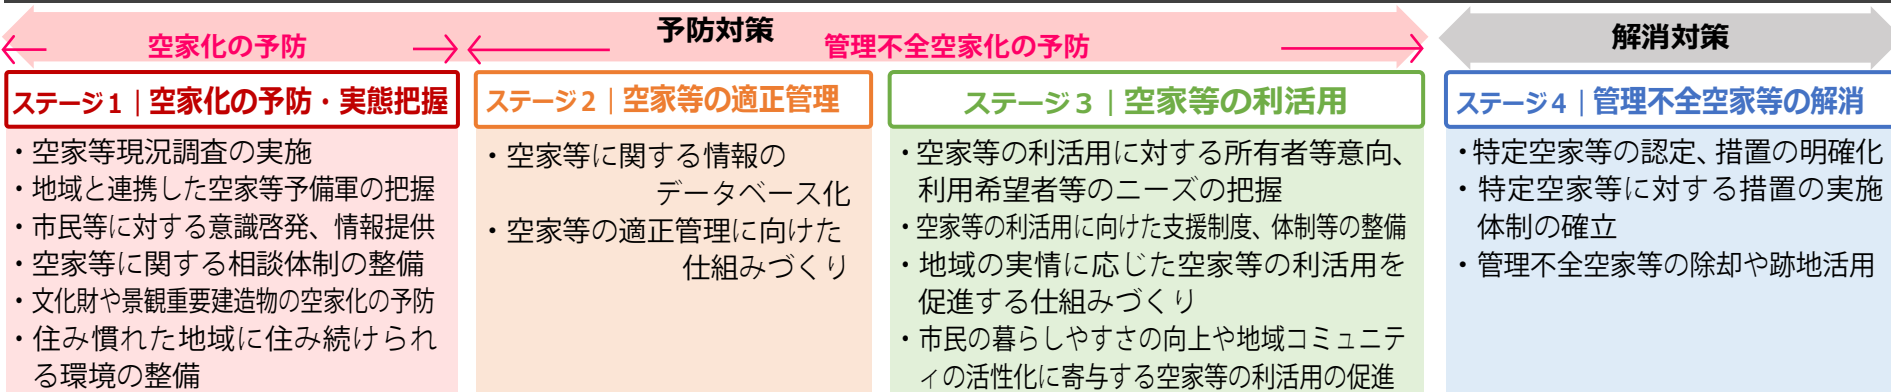 予防対策
解消対策
空家化の予防
管理不全空家化の予防
ステージ1｜空家化の予防・実態把握
・空家等現況調査の実施
・地域と連携した空家等予備軍の把握
・市民等に対する意識啓発、情報提供
・空家等に関する相談体制の整備
・文化財や景観重要建造物の空家化の予防
・住み慣れた地域に住み続けられ
る環境の整備
ステージ2｜空家等の適正管理
・空家等に関する情報の
データベース化
・空家等の適正管理に向けた
仕組みづくり
ステージ3｜空家等の利活用
・空家等の利活用に対する所有者等意向、
利用希望者等のニーズの把握
・空家等の利活用に向けた支援制度、体制等の整備
・地域の実情に応じた空家等の利活用を
促進する仕組みづくり
・市民の暮らしやすさの向上や地域コミュニテ
ィの活性化に寄与する空家等の利活用の促進
ステージ4｜管理不全空家等の解消
・特定空家等の認定、措置の明確化
・特定空家等に対する措置の実施
体制の確立
・管理不全空家等の除却や跡地活用